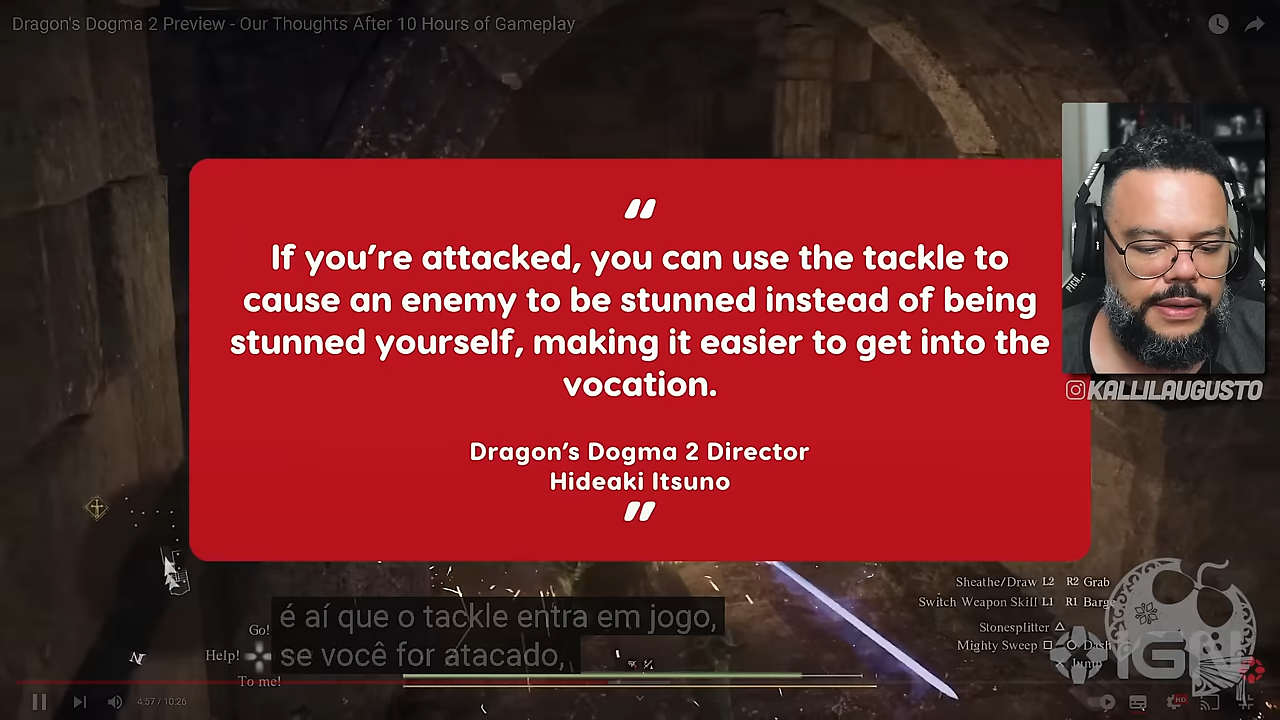 Dragon's Dogma 2 Preview - Our Thoughts After 10 Hours of Gameplay
"
If you're attacked, you can use the tackle to
cause an enemy to be stunned instead of being
stunned yourself, making it easier to get into the
vocation.
Dragon's Dogma 2 Director
Hideaki Itsuno
"
@KALLILAUGUSTO
Sheathe/Draw L2 R2 Grab
Switch Weapon Skill L1 R1 Barge
Stonesplitter △
Mighty Sweep □ ○ Dash
× Jump
é aí que o tackle entra em jogo,
se você for atacado,
Go!
Help!
To me!
N
IGN
4:57 / 10:26
HD